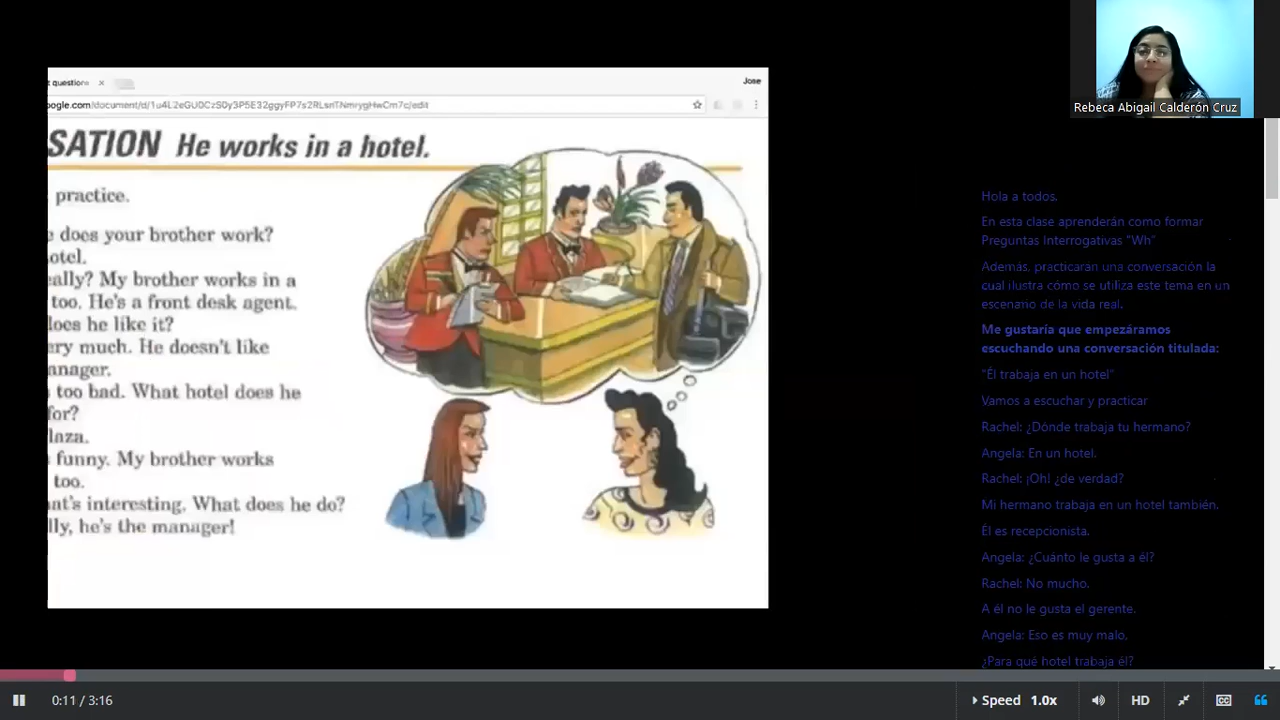 questions
Jose
oogle.com/document/d/1u4L2eGU0CzS0y3P5E32ggyFP7s2RLsnTNmrygHwCm7c/edit
SATION He works in a hotel.
practice.
does your brother work?
otel.
eally? My brother works in a
too. He's a front desk agent.
does he like it?
ery much. He doesn't like
anager.
too bad. What hotel does he
for?
laza.
funny. My brother works
too.
at's interesting. What does he do?
lly, he's the manager!
Rebeca Abigail Calderón Cruz
Hola a todos.
En esta clase aprenderán como formar
Preguntas Interrogativas "Wh"
Además, practicarán una conversación la
cual ilustra cómo se utiliza este tema en un
escenario de la vida real.
Me gustaría que empezáramos
escuchando una conversación titulada:
"Él trabaja en un hotel"
Vamos a escuchar y practicar
Rachel: ¿Dónde trabaja tu hermano?
Angela: En un hotel.
Rachel: ¡Oh! ¿de verdad?
Mi hermano trabaja en un hotel también.
Él es recepcionista.
Angela: ¿Cuánto le gusta a él?
Rachel: No mucho.
A él no le gusta el gerente.
Angela: Eso es muy malo,
¿Para qué hotel trabaja él?
0:11 / 3:16
Speed 1.0x
HD
CC